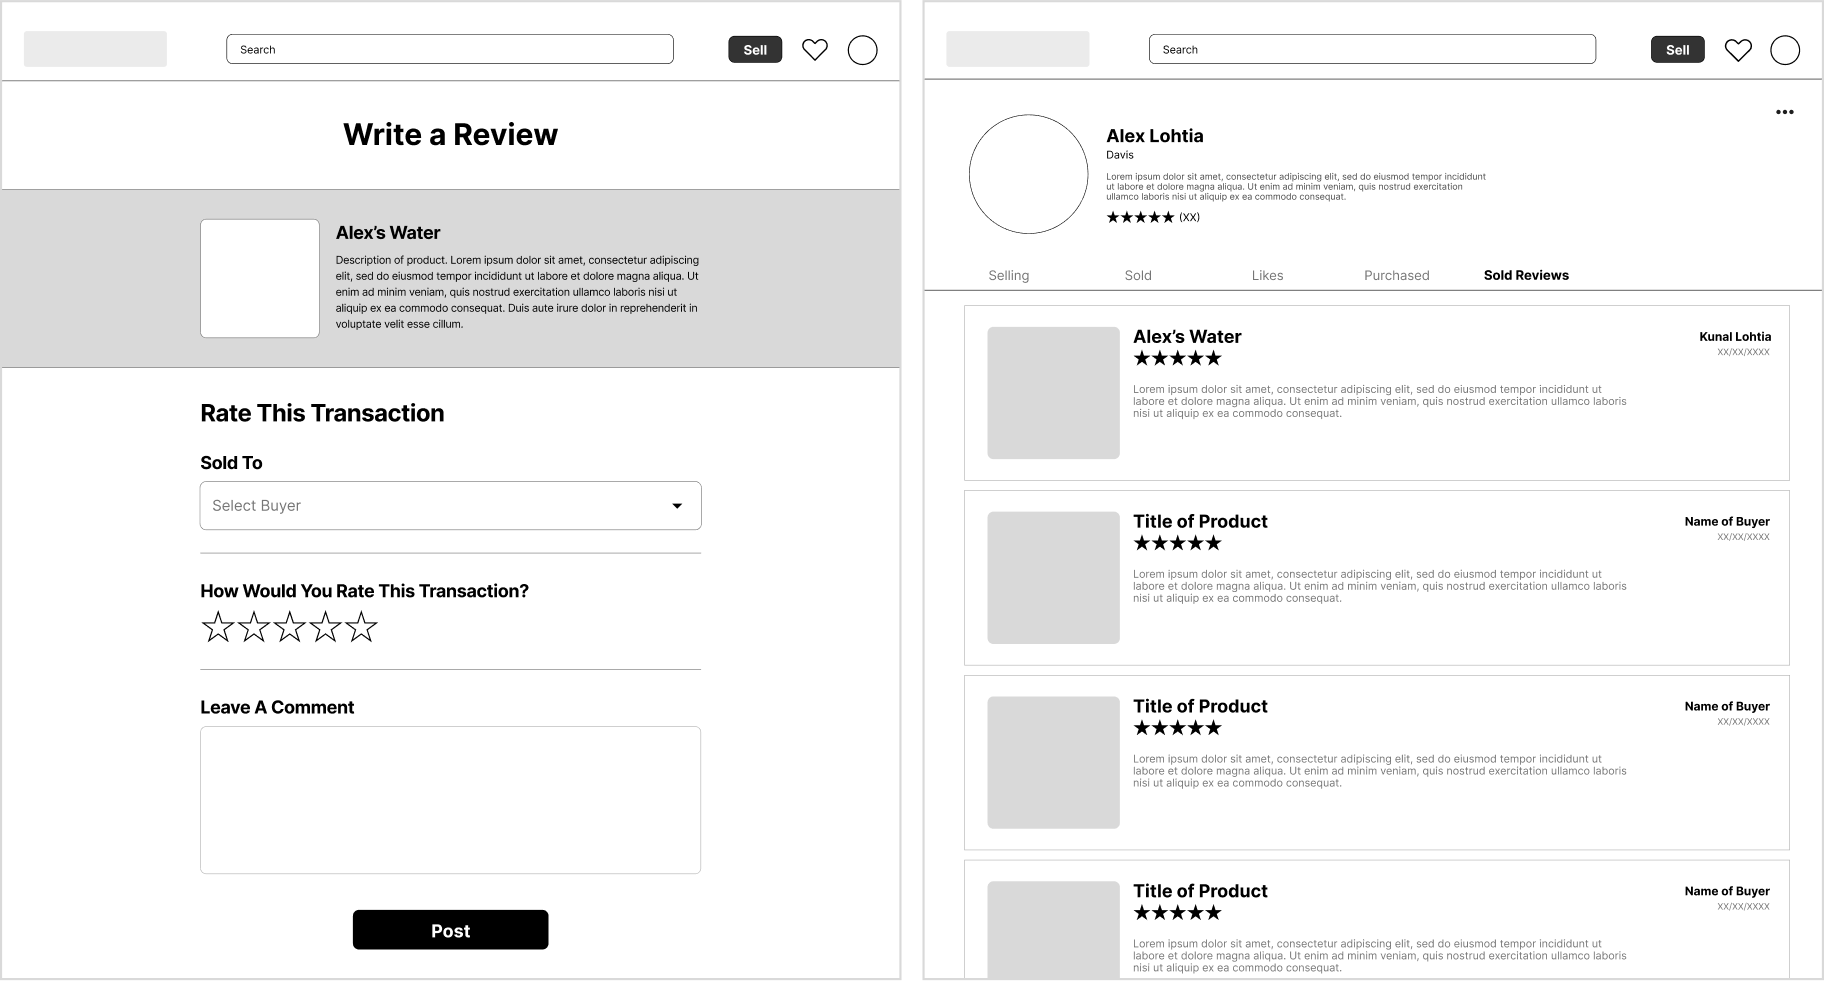 Search
Sell
Write a Review
Alex’s Water
Description of product. Lorem ipsum dolor sit amet, consectetur adipiscing
elit, sed do eiusmod tempor incididunt ut labore et dolore magna aliqua. Ut
enim ad minim veniam, quis nostrud exercitation ullamco laboris nisi ut
aliquip ex ea commodo consequat. Duis aute irure dolor in reprehenderit in
voluptate velit esse cillum.
Rate This Transaction
Sold To
Select Buyer
How Would You Rate This Transaction?
Leave A Comment
Post
Search
Sell
Alex Lohtia
Davis
Lorem ipsum dolor sit amet, consectetur adipiscing elit, sed do eiusmod tempor incididunt
ut labore et dolore magna aliqua. Ut enim ad minim veniam, quis nostrud exercitation
ullamco laboris nisi ut aliquip ex ea commodo consequat.
★★★★★ (XX)
Selling Sold Likes Purchased Sold Reviews
Alex’s Water
Kunal Lohtia
XX/XX/XXXX
Lorem ipsum dolor sit amet, consectetur adipiscing elit, sed do eiusmod tempor incididunt ut
labore et dolore magna aliqua. Ut enim ad minim veniam, quis nostrud exercitation ullamco laboris
nisi ut aliquip ex ea commodo consequat.
Title of Product
Name of Buyer
XX/XX/XXXX
Lorem ipsum dolor sit amet, consectetur adipiscing elit, sed do eiusmod tempor incididunt ut
labore et dolore magna aliqua. Ut enim ad minim veniam, quis nostrud exercitation ullamco laboris
nisi ut aliquip ex ea commodo consequat.
Title of Product
Name of Buyer
XX/XX/XXXX
Lorem ipsum dolor sit amet, consectetur adipiscing elit, sed do eiusmod tempor incididunt ut
labore et dolore magna aliqua. Ut enim ad minim veniam, quis nostrud exercitation ullamco laboris
nisi ut aliquip ex ea commodo consequat.
Title of Product
Name of Buyer
XX/XX/XXXX
Lorem ipsum dolor sit amet, consectetur adipiscing elit, sed do eiusmod tempor incididunt ut
labore et dolore magna aliqua. Ut enim ad minim veniam, quis nostrud exercitation ullamco laboris
nisi ut aliquip ex ea commodo consequat.